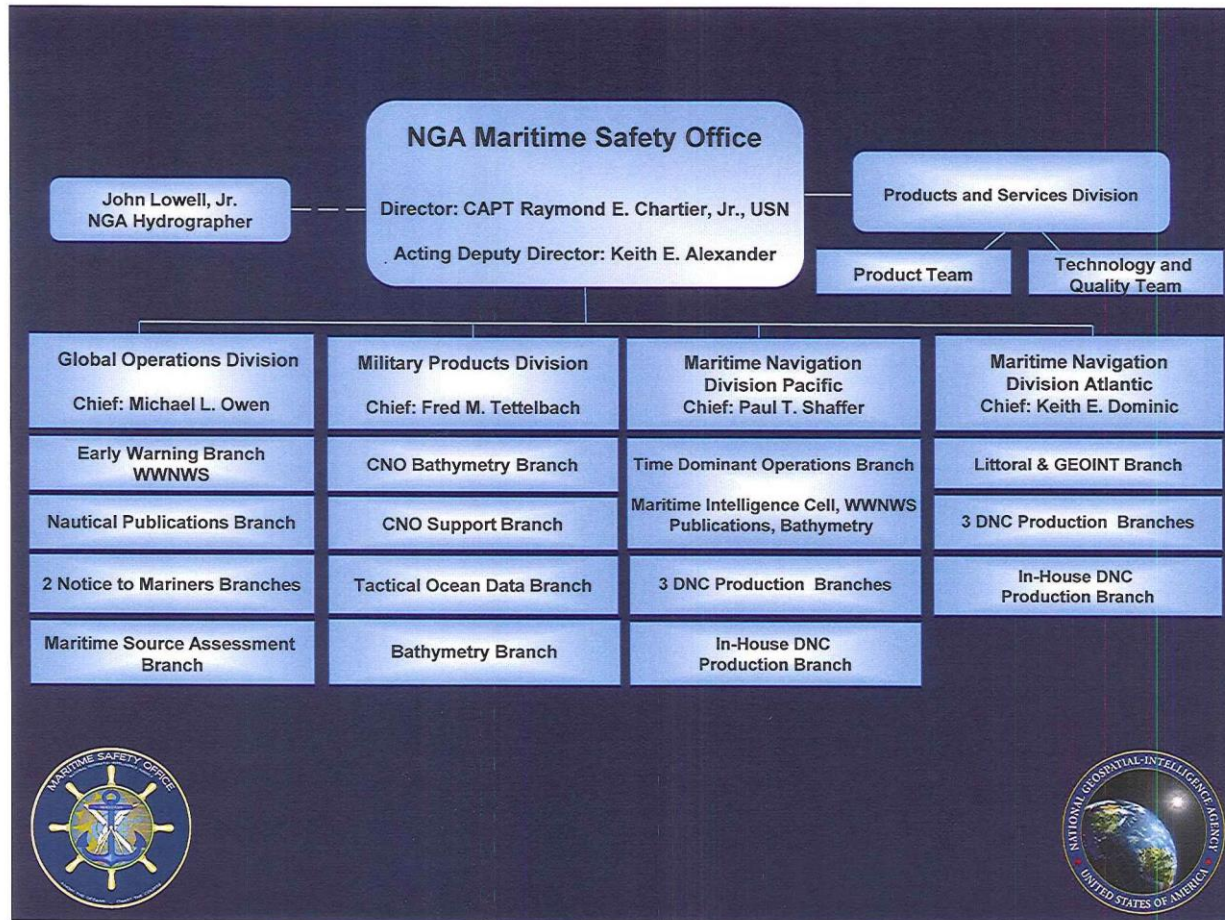 NGA Maritime Safety Office
Director: CAPT Raymond E. Chartier, Jr., USN
Acting Deputy Director: Keith E. Alexander
John Lowell, Jr.
NGA Hydrographer
Products and Services Division
Product Team
Technology and
Quality Team
Global Operations Division
Chief: Michael L. Owen
Early Warning Branch
WWNWS
Nautical Publications Branch
2 Notice to Mariners Branches
Maritime Source Assessment
Branch
Military Products Division
Chief: Fred M. Tettelbach
CNO Bathymetry Branch
CNO Support Branch
Tactical Ocean Data Branch
Bathymetry Branch
Maritime Navigation
Division Pacific
Chief: Paul T. Shaffer
Time Dominant Operations Branch
Maritime Intelligence Cell, WWNWS
Publications, Bathymetry
3 DNC Production Branches
In-House DNC
Production Branch
Maritime Navigation
Division Atlantic
Chief: Keith E. Dominic
Littoral & GEOINT Branch
3 DNC Production Branches
In-House DNC
Production Branch
MARITIME SAFETY OFFICE
NATIONAL GEOSPATIAL-INTELLIGENCE AGENCY
UNITED STATES OF AMERICA